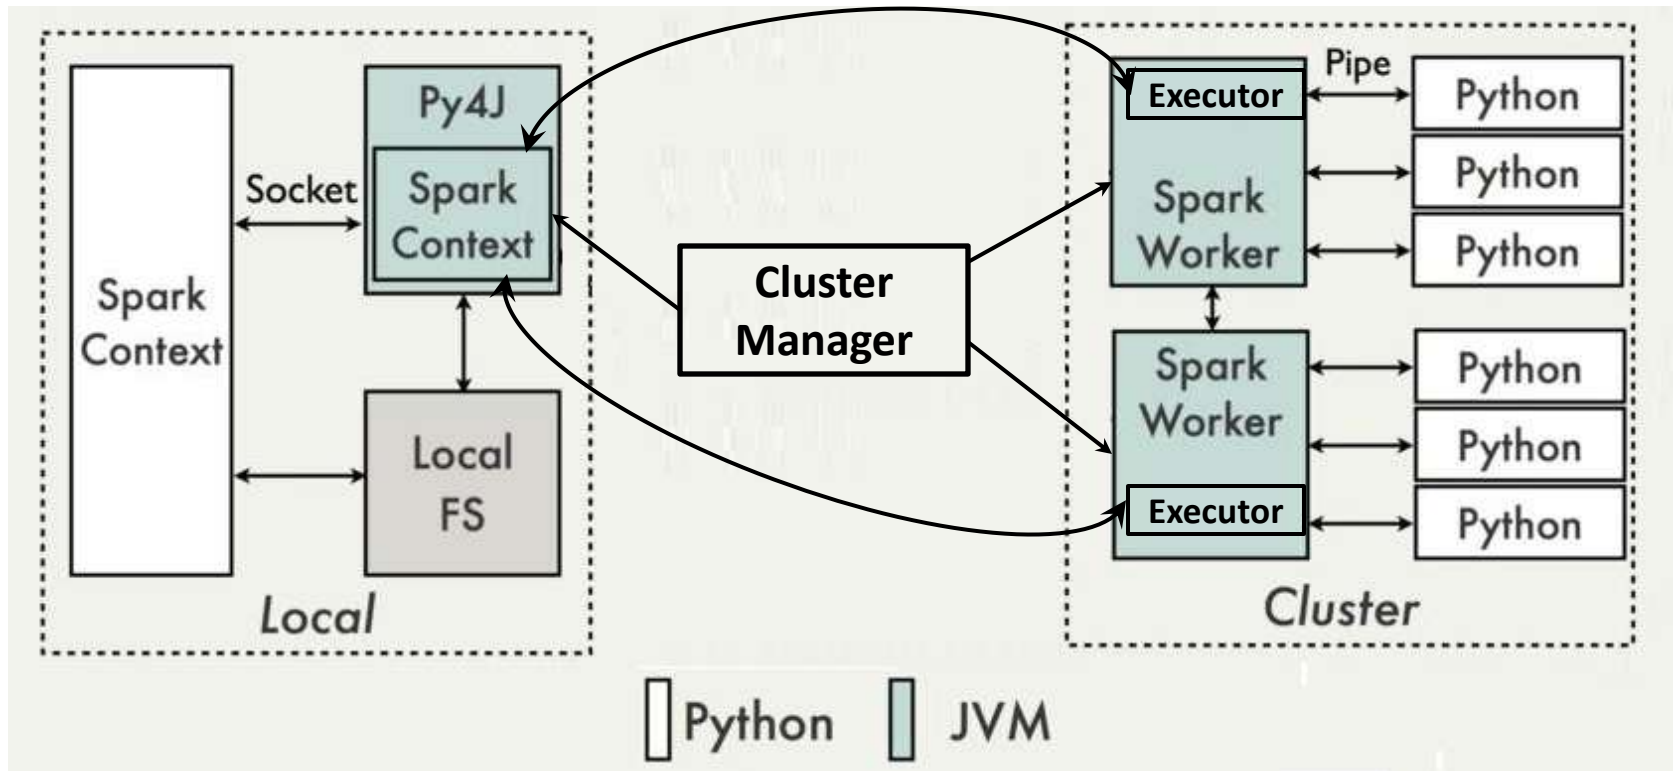 Spark
Context
Socket
Py4J
Spark
Context
Local
FS
Local
Cluster
Manager
Executor
Spark
Worker
Pipe
Python
Python
Python
Spark
Worker
Executor
Python
Python
Python
Cluster
Python
JVM